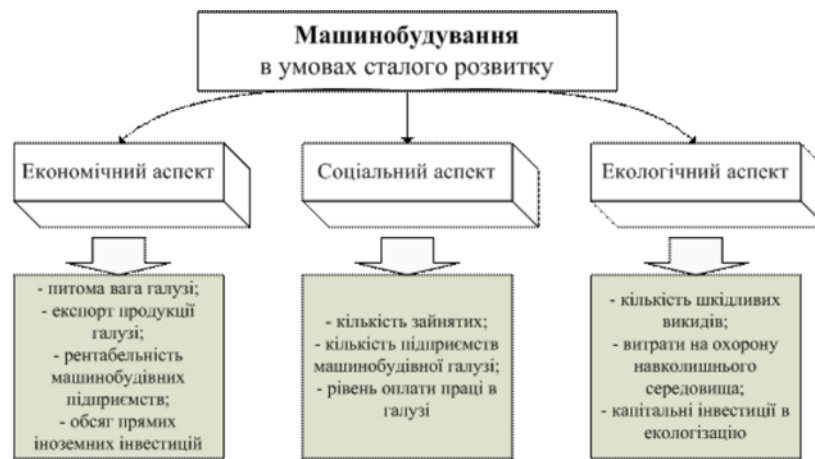 Машинобудування
в умовах сталого розвитку
Економічний аспект
Соціальний аспект
Екологічний аспект
- питома вага галузі;
- експорт продукції
галузі;
- рентабельність
машинобудівних
підприємств;
- обсяг прямих
іноземних інвестицій
- кількість зайнятих;
- кількість підприємств
машинобудівної галузі;
- рівень оплати праці в
галузі
- кількість шкідливих
викидів;
- витрати на охорону
навколишнього
середовища;
- капітальні інвестиції в
екологізацію